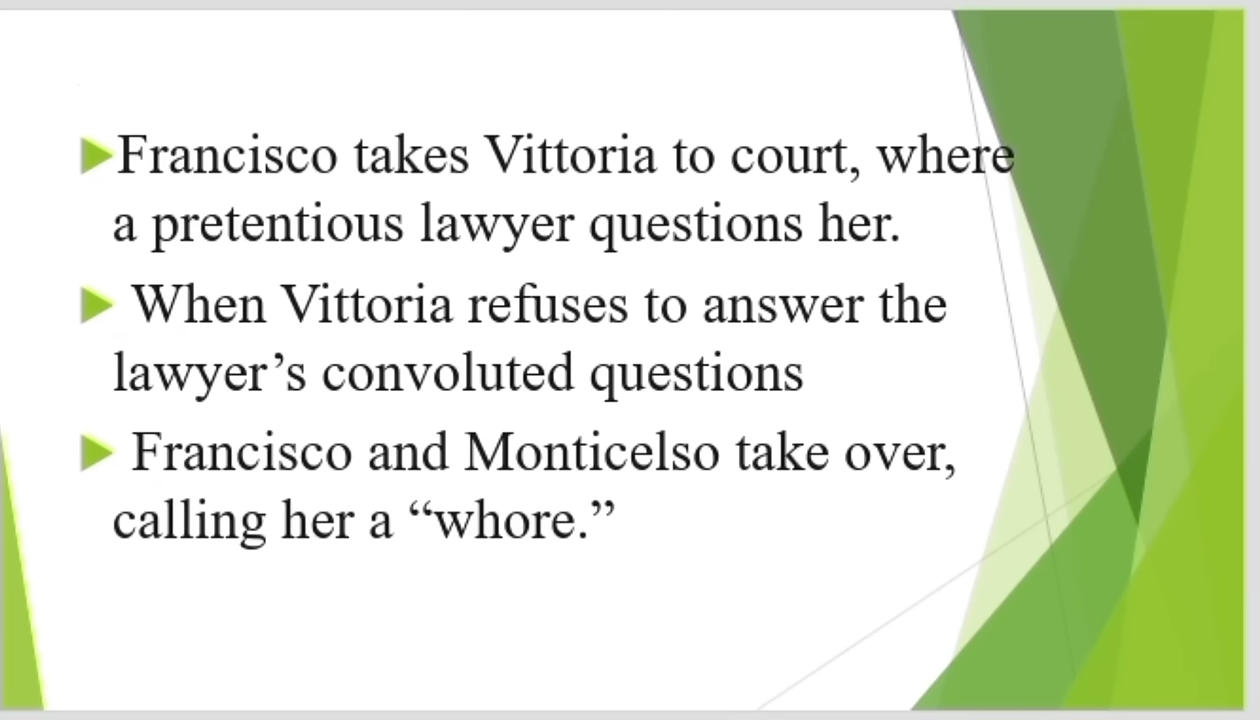 Francisco takes Vittoria to court, where
a pretentious lawyer questions her.
When Vittoria refuses to answer the
lawyer’s convoluted questions
Francisco and Monticelso take over,
calling her a “whore.”